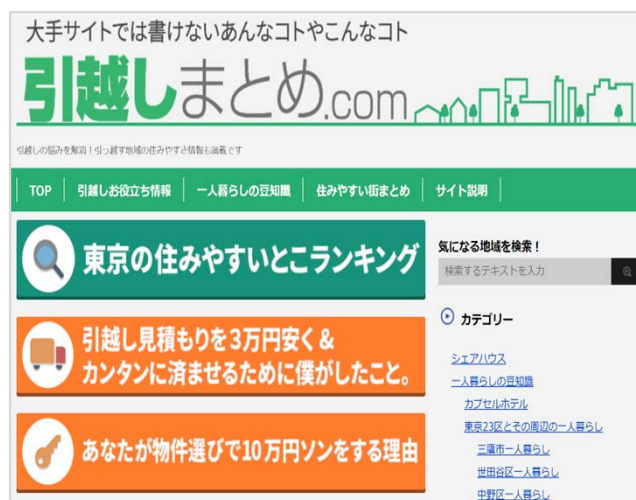 大手サイトでは書けないあんなコトやこんなコト
引越しまとめ.com
引越しの悩みを解消！引っ越す地域の住みやすさ情報も満載です
TOP 引越しお役立ち情報 一人暮らしの豆知識 住みやすい街まとめ サイト説明
東京の住みやすいとこランキング
引越し見積もりを3万円安く＆
カンタンに済ませるために僕がしたこと。
あなたが物件選びで10万円ソンをする理由
気になる地域を検索！
検索するテキストを入力
カテゴリー
シェアハウス
一人暮らしの豆知識
カプセルホテル
東京23区とその周辺の一人暮らし
三鷹市一人暮らし
世田谷区一人暮らし
中野区一人暮らし